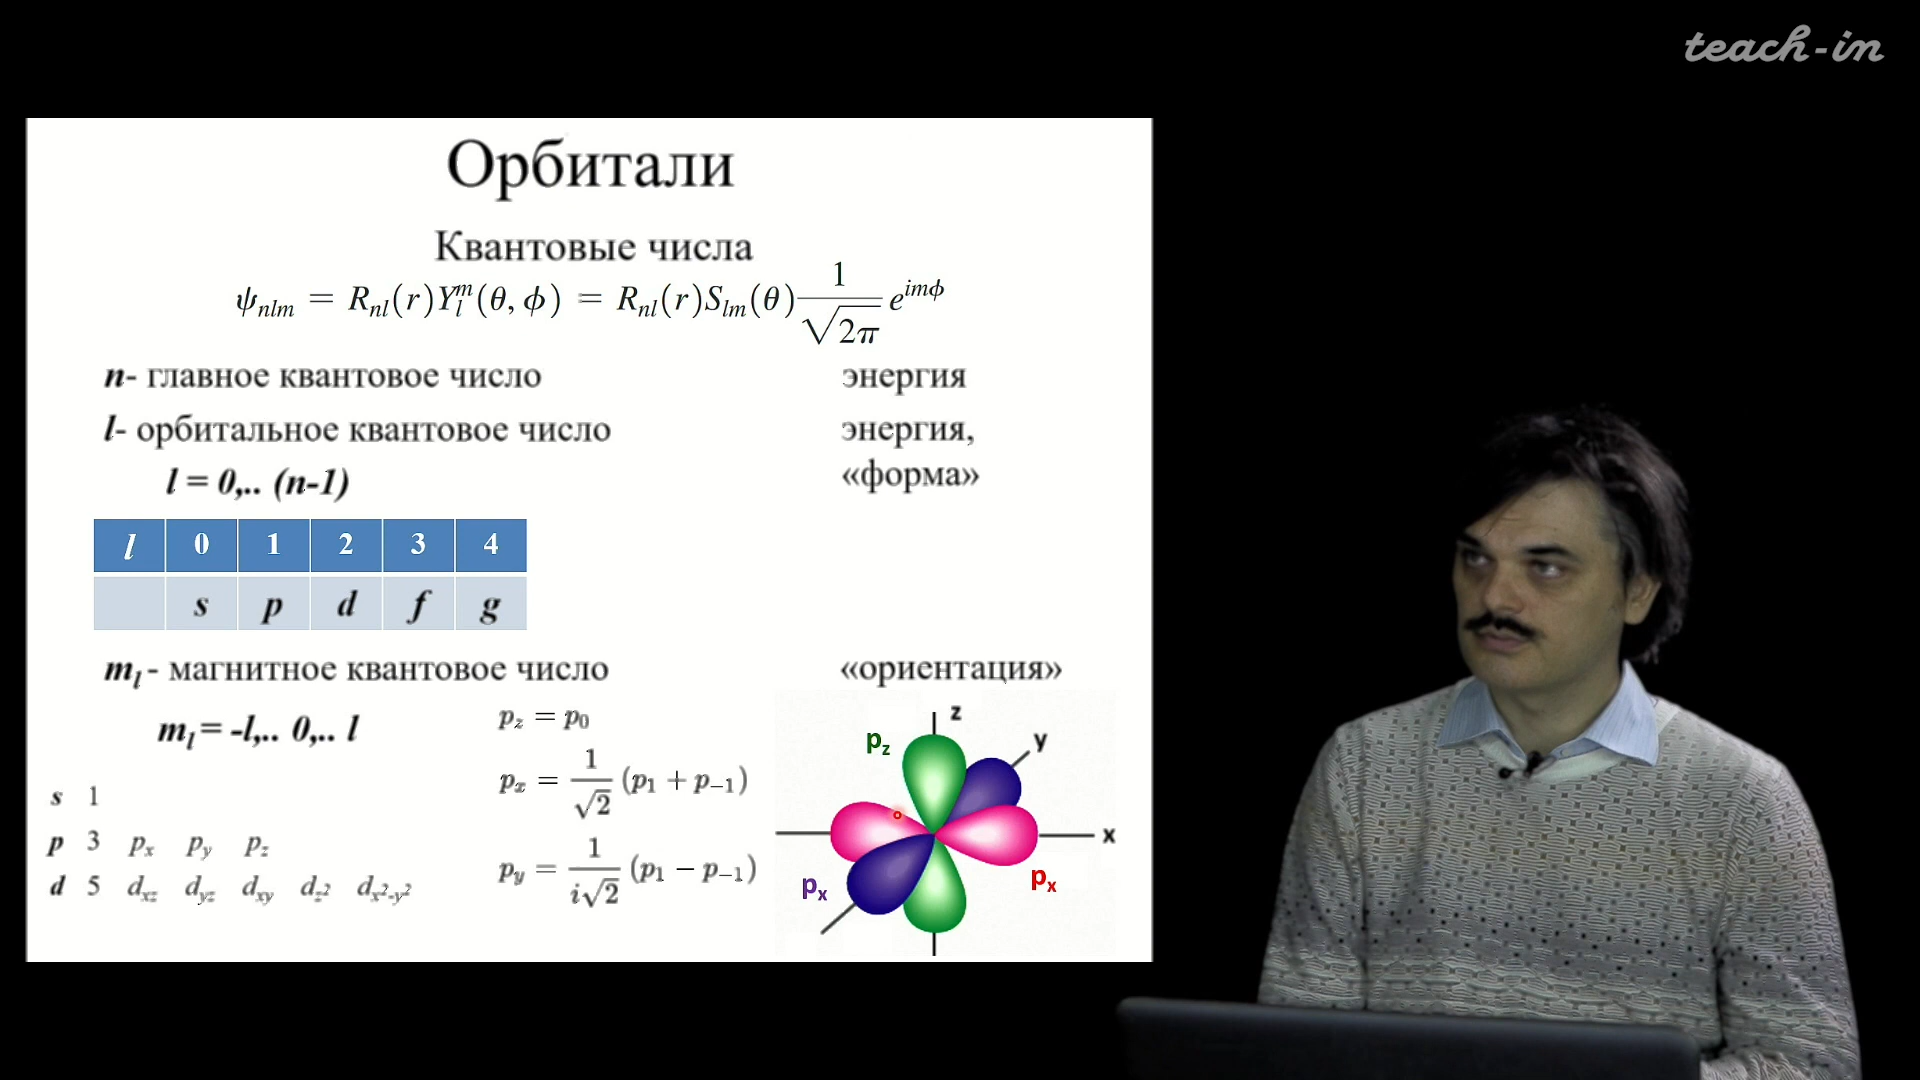 teach-in
Орбитали
Квантовые числа
ψnlm = Rnl(r)Ylm(θ, ϕ) = Rnl(r)Slm(θ) 1/√2π e^imϕ
n- главное квантовое число энергия
l- орбитальное квантовое число энергия,
l = 0,.. (n-1) «форма»
l 0 1 2 3 4
s p d f g
ml - магнитное квантовое число «ориентация»
ml = -l,.. 0,.. l
pz = p0
px = 1/√2 (p1 + p−1)
py = 1/i√2 (p1 − p−1)
s 1
p 3 px py pz
d 5 dxz dyz dxy dz² dx²-y²
z
y
x
pz
px
px